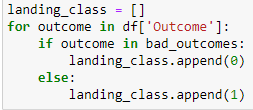 landing_class = []
for outcome in df['Outcome']:
    if outcome in bad_outcomes:
        landing_class.append(0)
    else:
        landing_class.append(1)